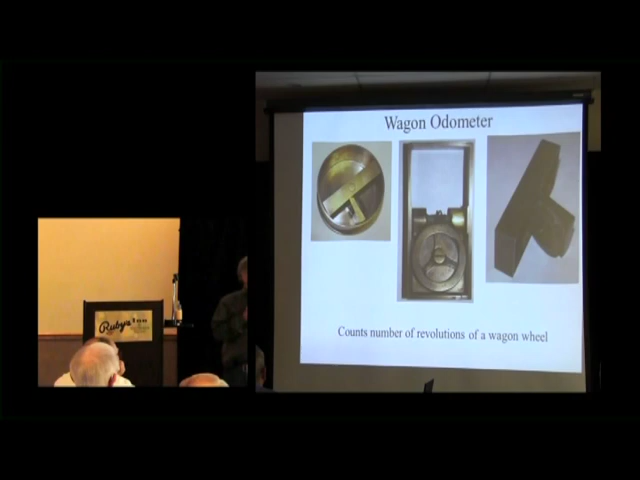 Wagon Odometer
Counts number of revolutions of a wagon wheel
Ruby's Inn